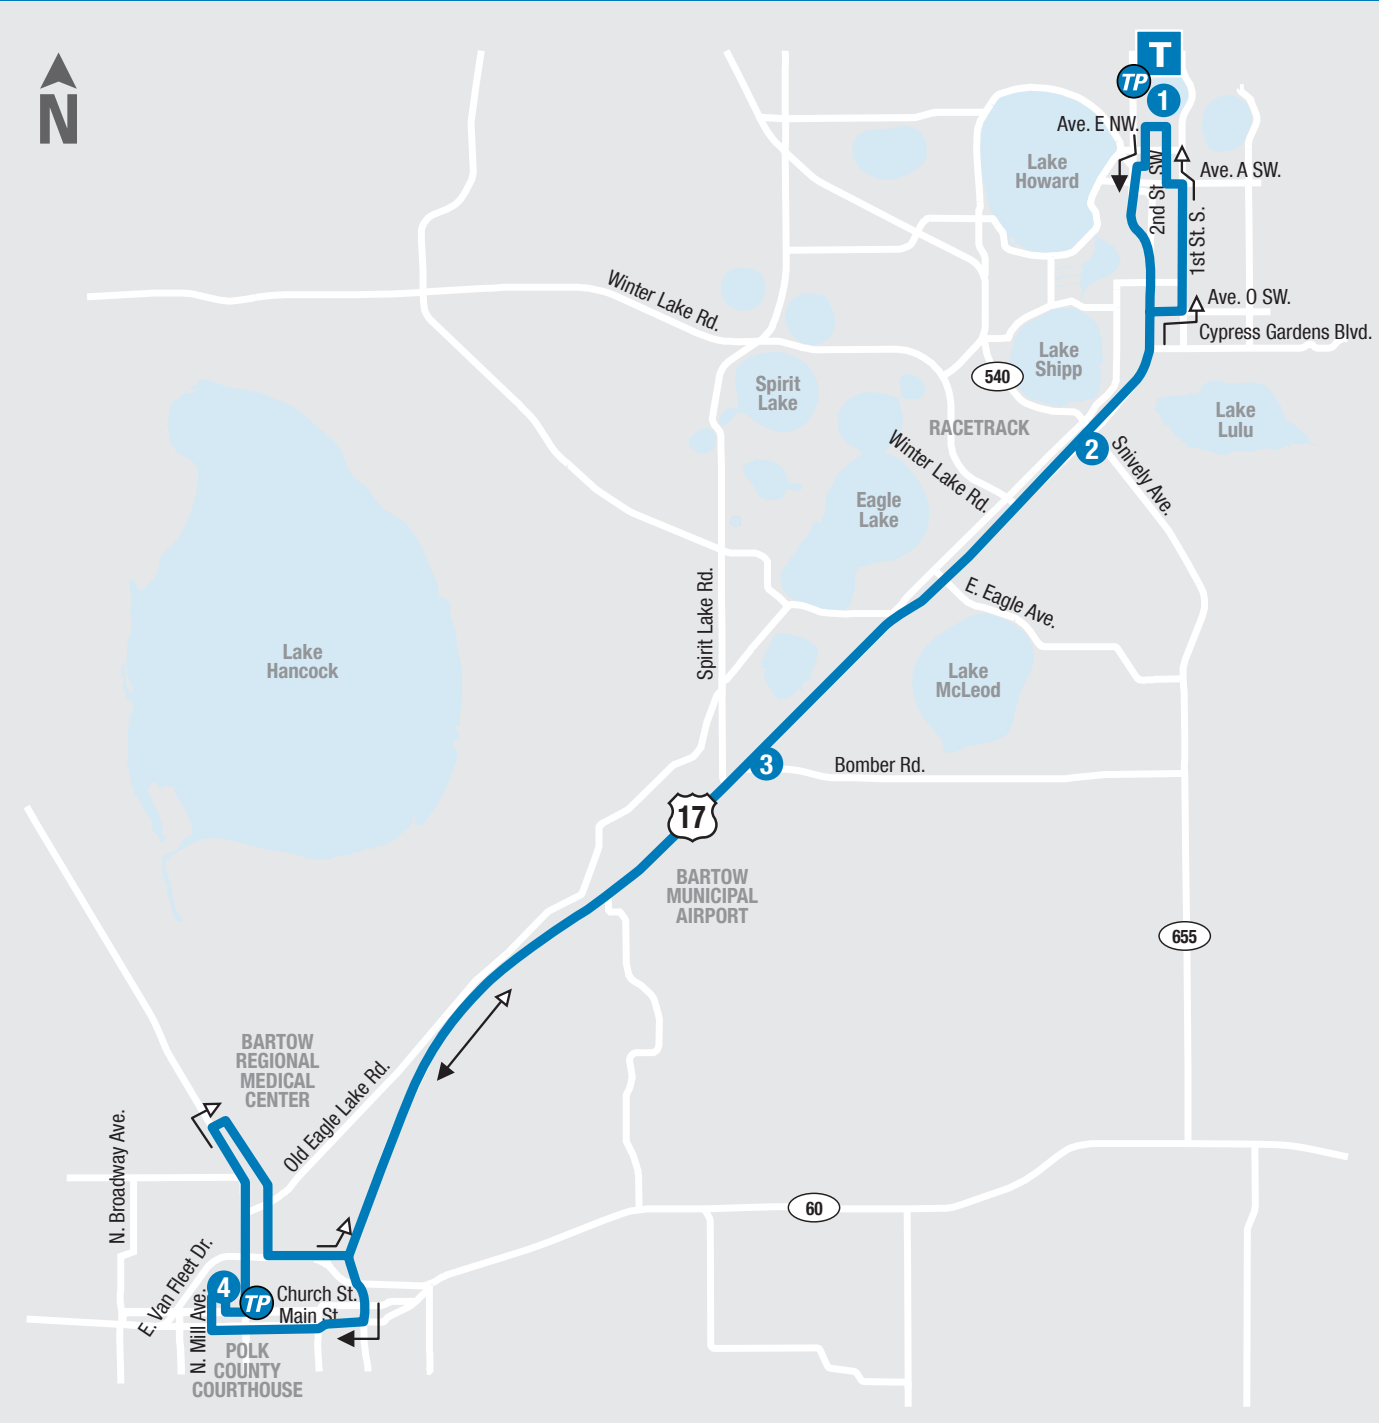 N
T
TP
1
Ave. E NW.
Lake
Howard
Ave. A SW.
2nd St. SW.
1st St. S.
Ave. O SW.
Cypress Gardens Blvd.
Winter Lake Rd.
Lake
Shipp
540
Spirit
Lake
RACETRACK
Lake
Lulu
2
Snively Ave.
Winter Lake Rd.
Eagle
Lake
E. Eagle Ave.
Spirit Lake Rd.
Lake
Hancock
Lake
McLeod
3
Bomber Rd.
17
BARTOW
MUNICIPAL
AIRPORT
655
BARTOW
REGIONAL
MEDICAL
CENTER
Old Eagle Lake Rd.
N. Broadway Ave.
60
E. Van Fleet Dr.
4
TP
Church St.
Main St
N. Mill Ave.
POLK
COUNTY
COURTHOUSE